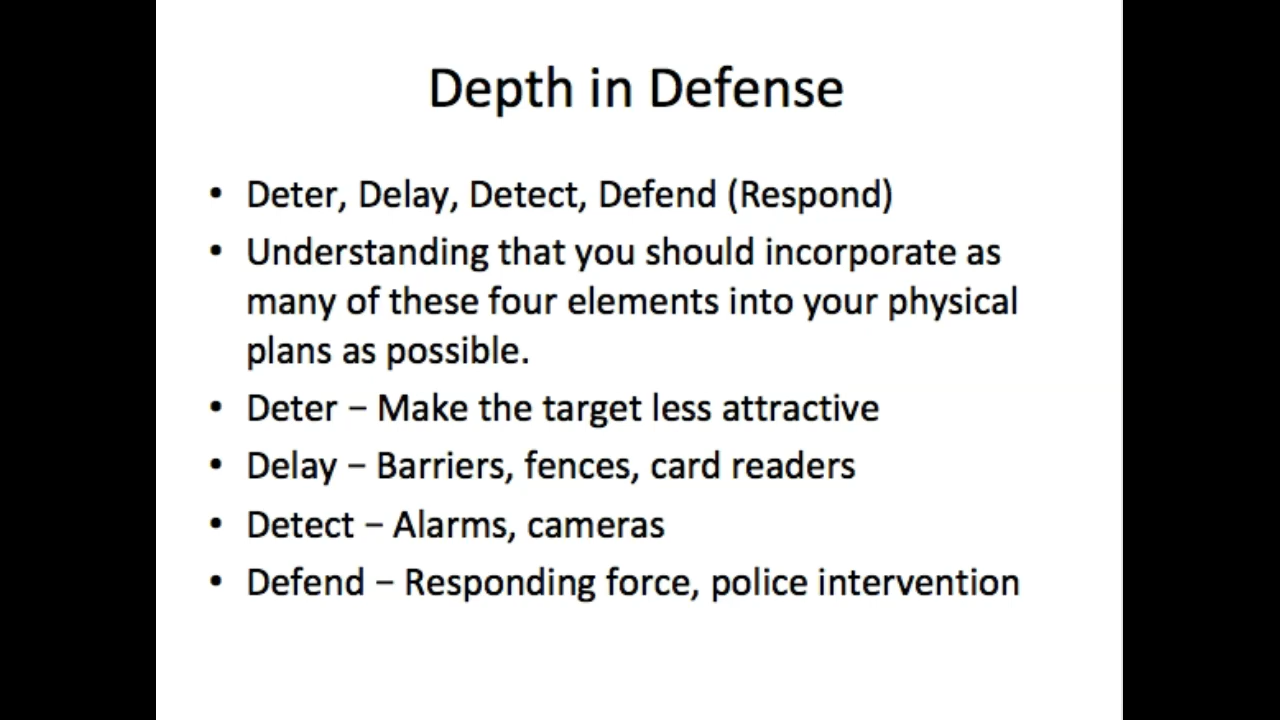 Depth in Defense
• Deter, Delay, Detect, Defend (Respond)
• Understanding that you should incorporate as
many of these four elements into your physical
plans as possible.
• Deter – Make the target less attractive
• Delay – Barriers, fences, card readers
• Detect – Alarms, cameras
• Defend – Responding force, police intervention